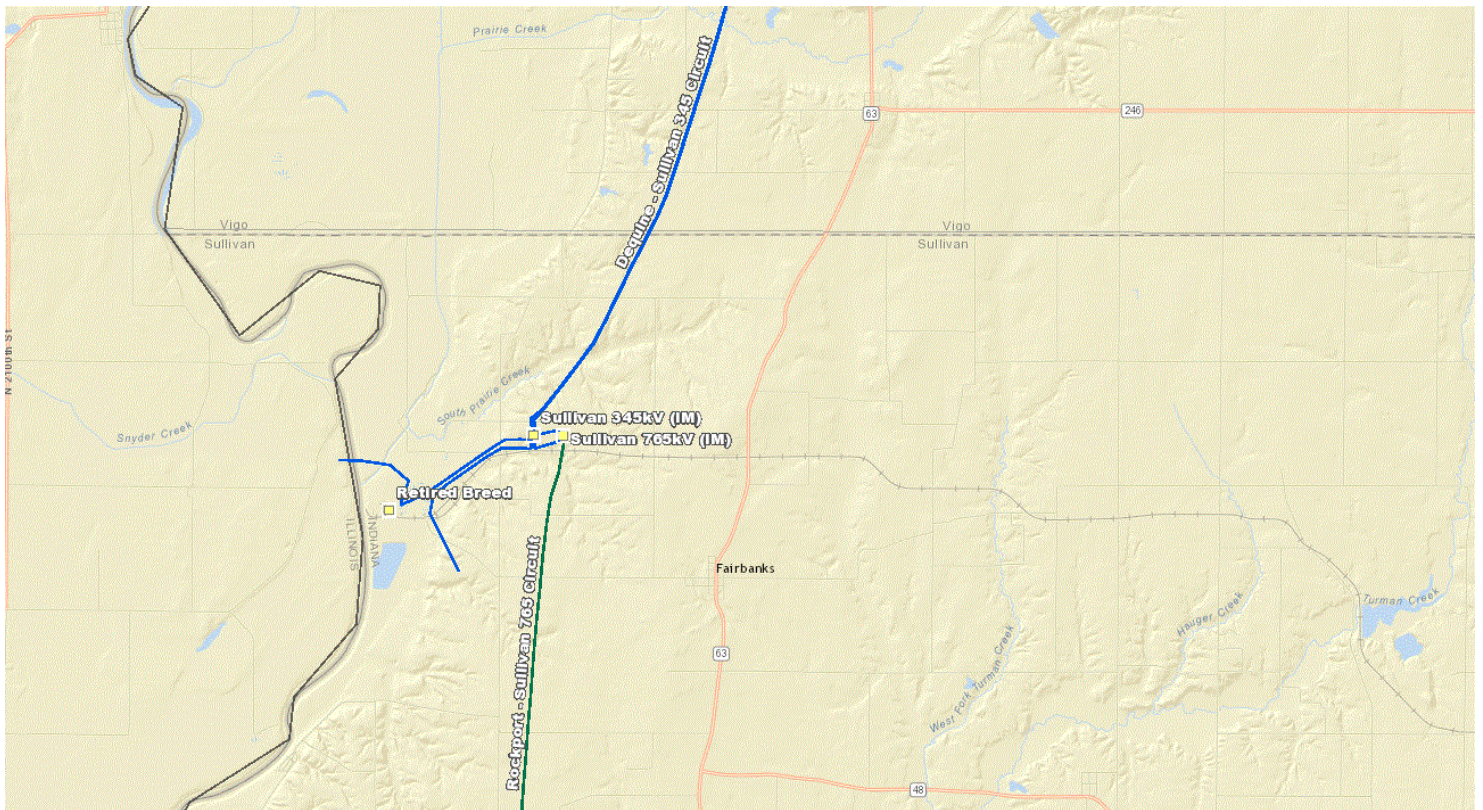 Prairie Creek
63
246
Dequine - Sullivan 345 Circuit
Vigo
Sullivan
Vigo
Sullivan
N 2100th St
South Prairie Creek
Snyder Creek
Sullivan 345kV (IM)
Sullivan 765kV (IM)
Retired Breed
ILLINOIS
INDIANA
Rockport - Sullivan 765 Circuit
Fairbanks
Turman Creek
Hauger Creek
West Fork Turman Creek
63
48